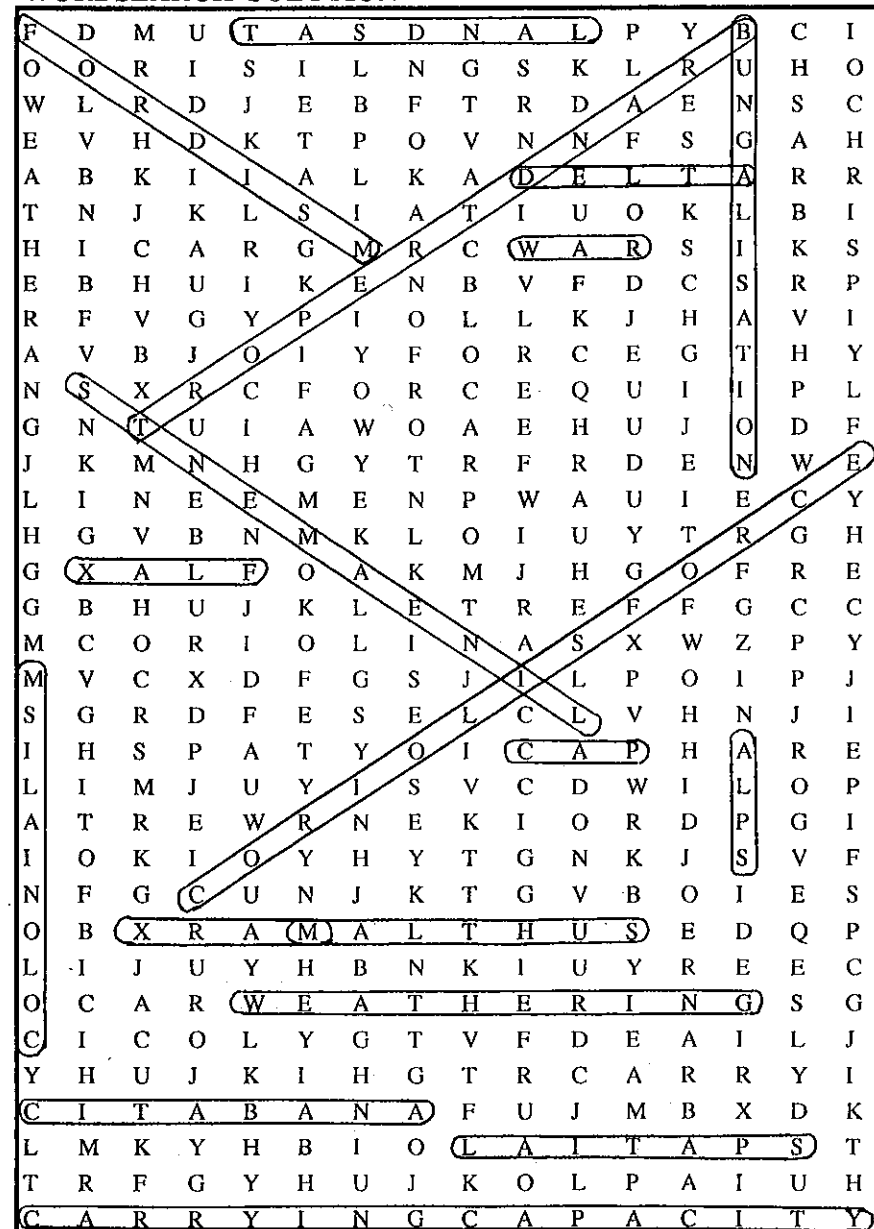 F D M U T A S D N A L P Y B C I
O O R I S I L N G S K L R U H O
W L R D J E B F T R D A E N S C
E V H D K T P O V N N F S G A H
A B K I I A L K A D E L T A R R
T N J K L S I A T I U O K L B I
H I C A R G M R C W A R S I K S
E B H U I K E N B V F D C S R P
R F V G Y P I O L L K J H A V I
A V B J O I Y F O R C E G T H Y
N S X R C F O R C E Q U I I P L
G N T U I A W O A E H U J O D F
J K M N H G Y T R F R D E N W E
L I N E E M E N P W A U I E C Y
H G V B N M K L O I U Y T R G H
G X A L F O A K M J H G O F R E
G B H U J K L E T R E F F G C C
M C O R I O L I N A S X W Z P Y
M V C X D F G S J I L P O I P J
S G R D F E S E L C L V H N J I
I H S P A T Y O I C A P H A R E
L I M J U Y I S V C D W I L O P
A T R E W R N E K I O R D P G I
I O K I O Y H Y T G N K J S V F
N F G C U N J K T G V B O I E S
O B X R A M A L T H U S E D Q P
L I J U Y H B N K I U Y R E E C
O C A R W E A T H E R I N G S G
C I C O L Y G T V F D E A I L J
Y H U J K I H G T R C A R R Y I
C I T A B A N A F U J M B X D K
L M K Y H B I O L A I T A P S T
T R F G Y H U J K O L P A I U H
C A R R Y I N G C A P A C I T Y